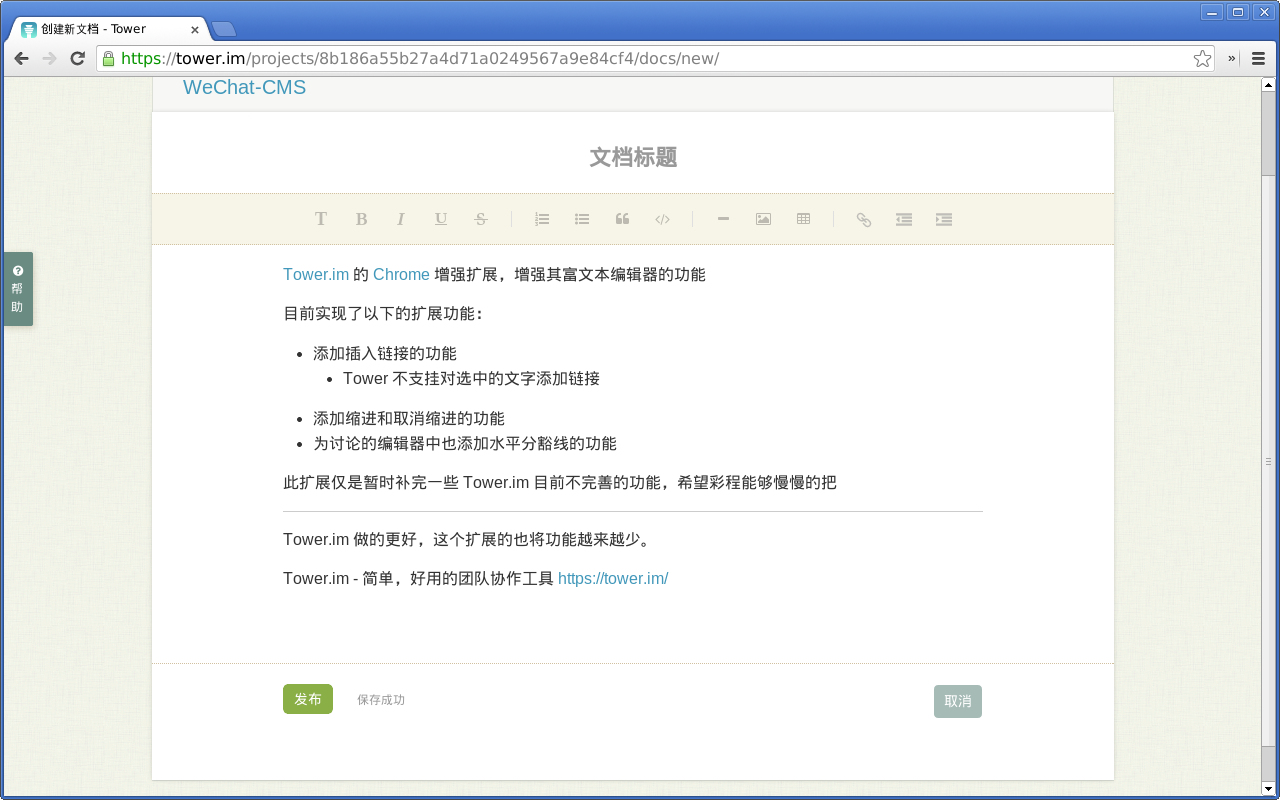 创建新文档 - Tower
https://tower.im/projects/8b186a55b27a4d71a0249567a9e84cf4/docs/new/
WeChat-CMS
文档标题
T B I U S
帮
助
Tower.im 的 Chrome 增强扩展，增强其富文本编辑器的功能
目前实现了以下的扩展功能：
添加插入链接的功能
Tower 不支挂对选中的文字添加链接
添加缩进和取消缩进的功能
为讨论的编辑器中也添加水平分豁线的功能
此扩展仅是暂时补完一些 Tower.im 目前不完善的功能，希望彩程能够慢慢的把
Tower.im 做的更好，这个扩展的也将功能越来越少。
Tower.im - 简单，好用的团队协作工具 https://tower.im/
发布 保存成功 取消